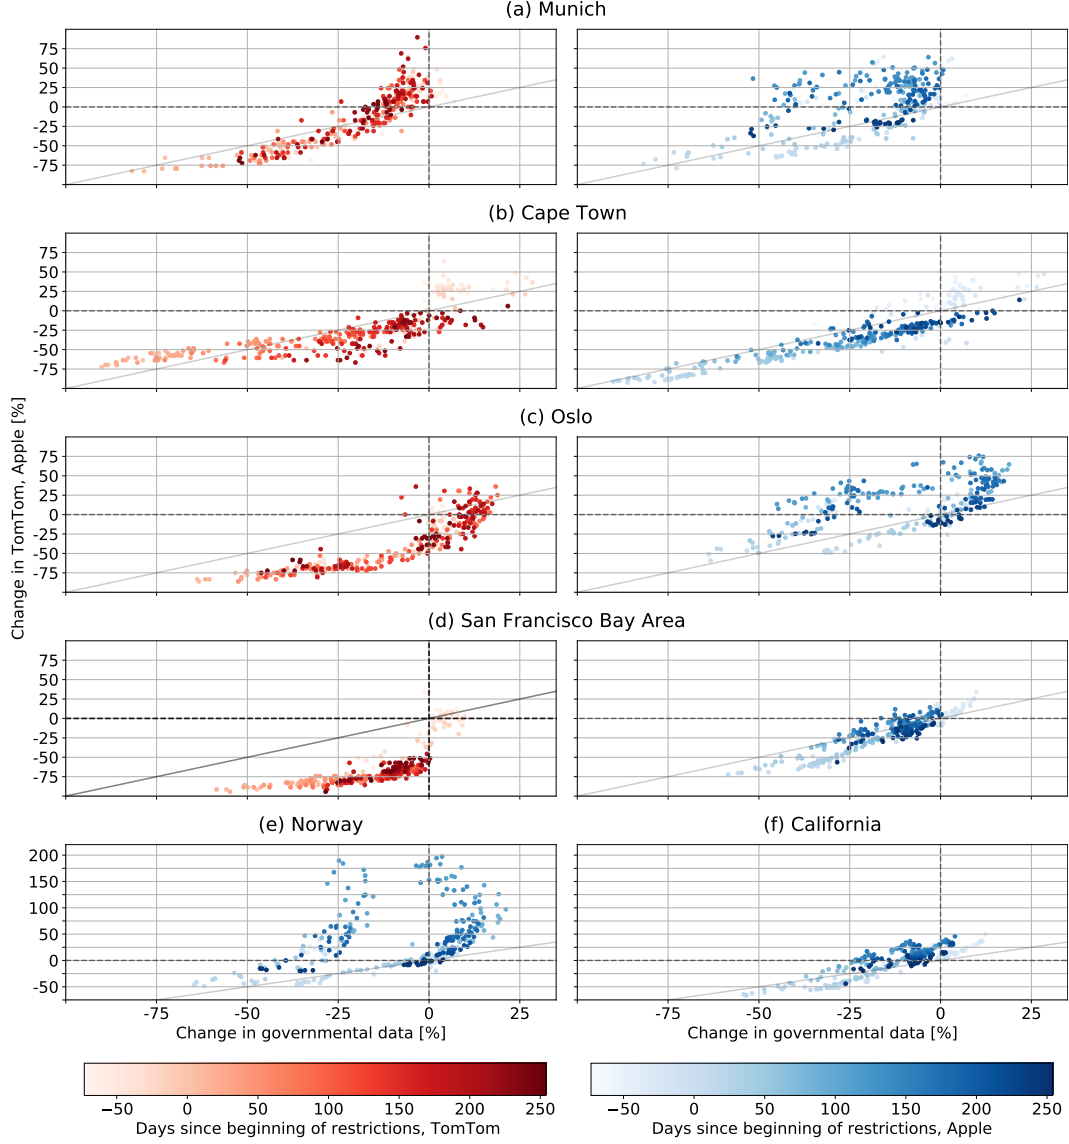 (a) Munich
75
50
25
0
-25
-50
-75
(b) Cape Town
75
50
25
0
-25
-50
-75
Change in TomTom, Apple [%]
(c) Oslo
75
50
25
0
-25
-50
-75
(d) San Francisco Bay Area
75
50
25
0
-25
-50
-75
(e) Norway
(f) California
200
150
100
50
0
-50
-75 -50 -25 0 25
-75 -50 -25 0 25
Change in governmental data [%]
Change in governmental data [%]
−50 0 50 100 150 200 250
−50 0 50 100 150 200 250
Days since beginning of restrictions, TomTom
Days since beginning of restrictions, Apple